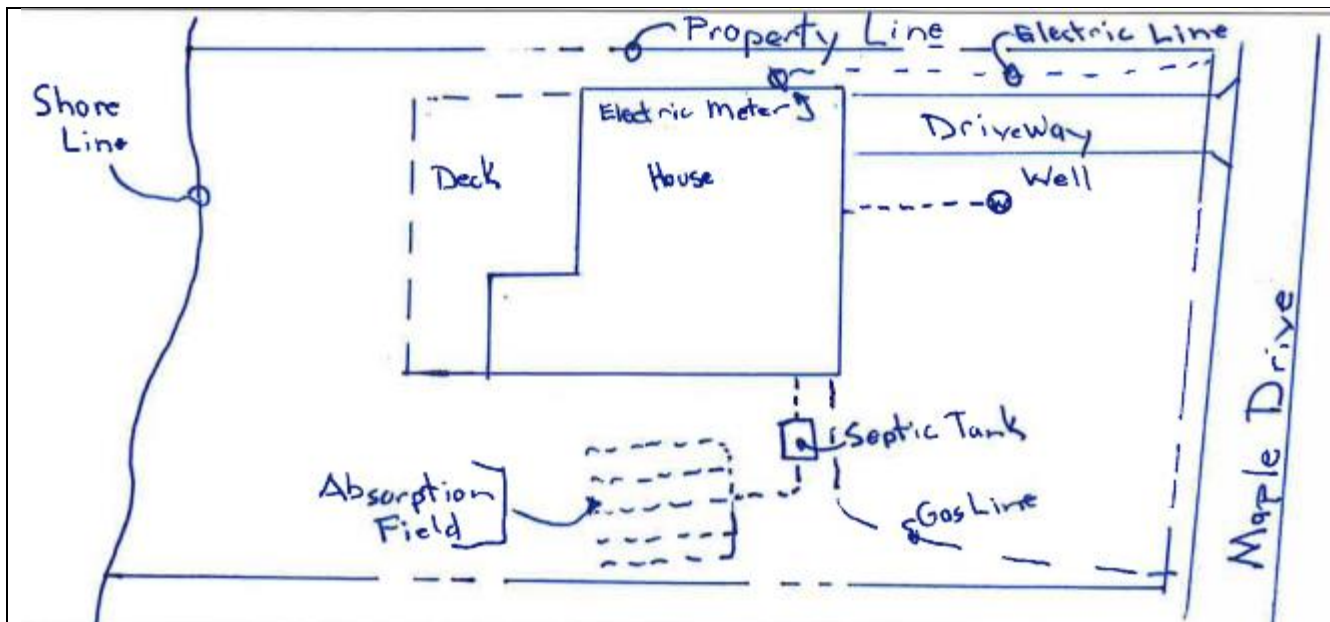 Property Line
Electric Line
Shore
Line
Electric Meter
Driveway
Deck
House
Well
W
Maple Drive
Septic Tank
Absorption
Field
Gas Line